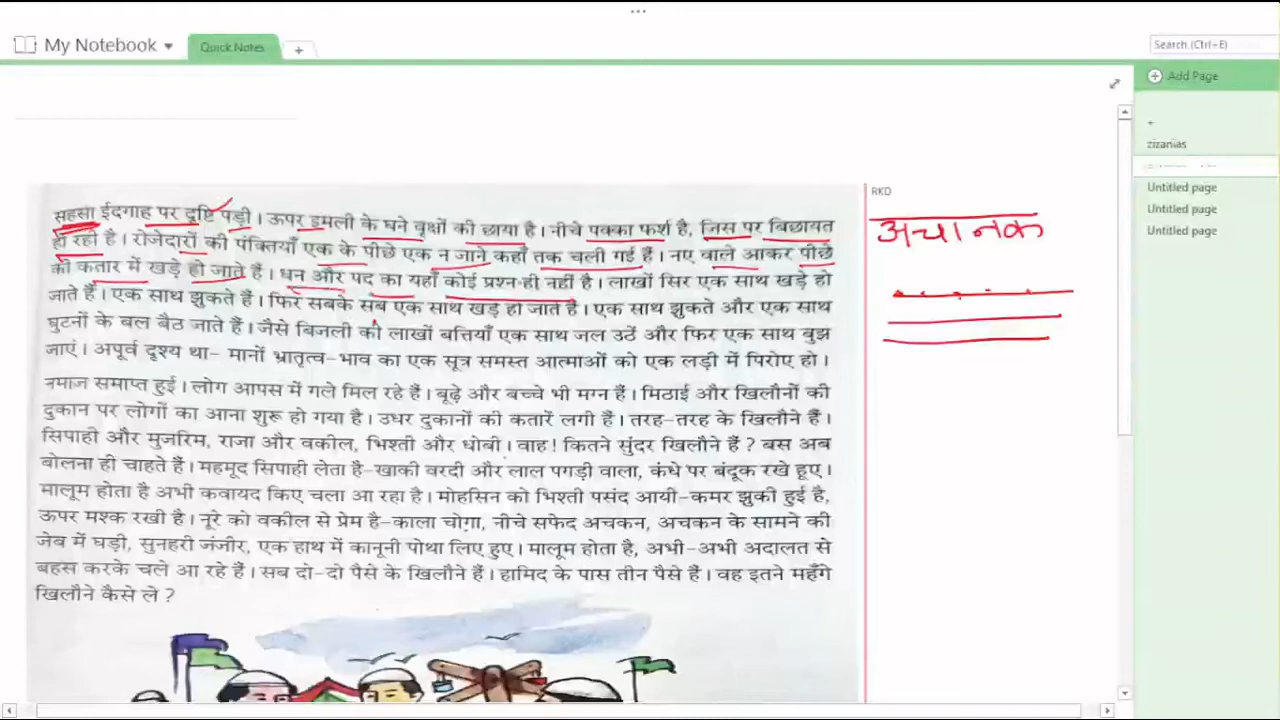 My Notebook
Quick Notes
+
Search (Ctrl+E)
Add Page
+
zizanias
Untitled page
Untitled page
Untitled page
RKD
अचानक
सहसा ईदगाह पर दृष्टि पड़ी। ऊपर इमली के घने वृक्षों की छाया है। नीचे पक्का फर्श है, जिस पर बिछायत
हो रही है। रोजेदारों की पंक्तियाँ एक के पीछे एक न जाने कहाँ तक चली गई हैं। नए वाले आकर पीछे
की कतार में खड़े हो जाते हैं। धन और पद का यहाँ कोई प्रश्न ही नहीं है। लाखों सिर एक साथ खड़े हो
जाते हैं। एक साथ झुकते हैं। फिर सबके सब एक साथ खड़े हो जाते हैं। एक साथ झुकते और एक साथ
घुटनों के बल बैठ जाते हैं। जैसे बिजली की लाखों बत्तियाँ एक साथ जल उठें और फिर एक साथ बुझ
जाएं। अपूर्व दृश्य था- मानों भ्रातृत्व-भाव का एक सूत्र समस्त आत्माओं को एक लड़ी में पिरोए हो।
नमाज समाप्त हुई। लोग आपस में गले मिल रहे हैं। बूढ़े और बच्चे भी मग्न हैं। मिठाई और खिलौनों की
दुकान पर लोगों का आना शुरू हो गया है। उधर दुकानों की कतारें लगी हैं। तरह-तरह के खिलौने हैं।
सिपाही और मुजरिम, राजा और वकील, भिश्ती और धोबी। वाह! कितने सुंदर खिलौने हैं? बस अब
बोलना ही चाहते हैं। महमूद सिपाही लेता है-खाकी वरदी और लाल पगड़ी वाला, कंधे पर बंदूक रखे हूए।
मालूम होता है अभी कवायद किए चला आ रहा है। मोहसिन को भिश्ती पसंद आयी-कमर झुकी हुई है,
ऊपर मश्क रखी है। नूरे को वकील से प्रेम है-काला चोगा, नीचे सफेद अचकन, अचकन के सामने की
जेब में घड़ी, सुनहरी जंजीर, एक हाथ में कानूनी पोथा लिए हुए। मालूम होता है, अभी-अभी अदालत से
बहस करके चले आ रहे हैं। सब दो-दो पैसे के खिलौने हैं। हामिद के पास तीन पैसे हैं। वह इतने महँगे
खिलौने कैसे ले?